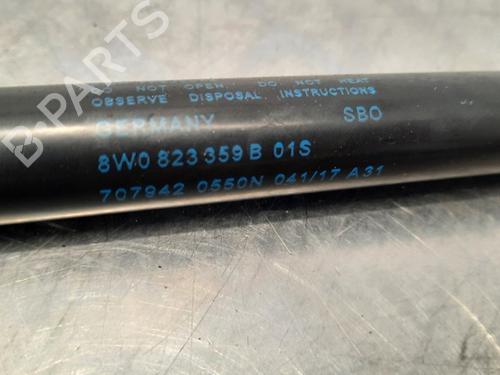 DO NOT OPEN DO NOT HEAT
OBSERVE DISPOSAL INSTRUCTIONS
GERMANY SBO
8W0 823 359 B 01S
707942 0550N 041/17 A 31
B-PARTS